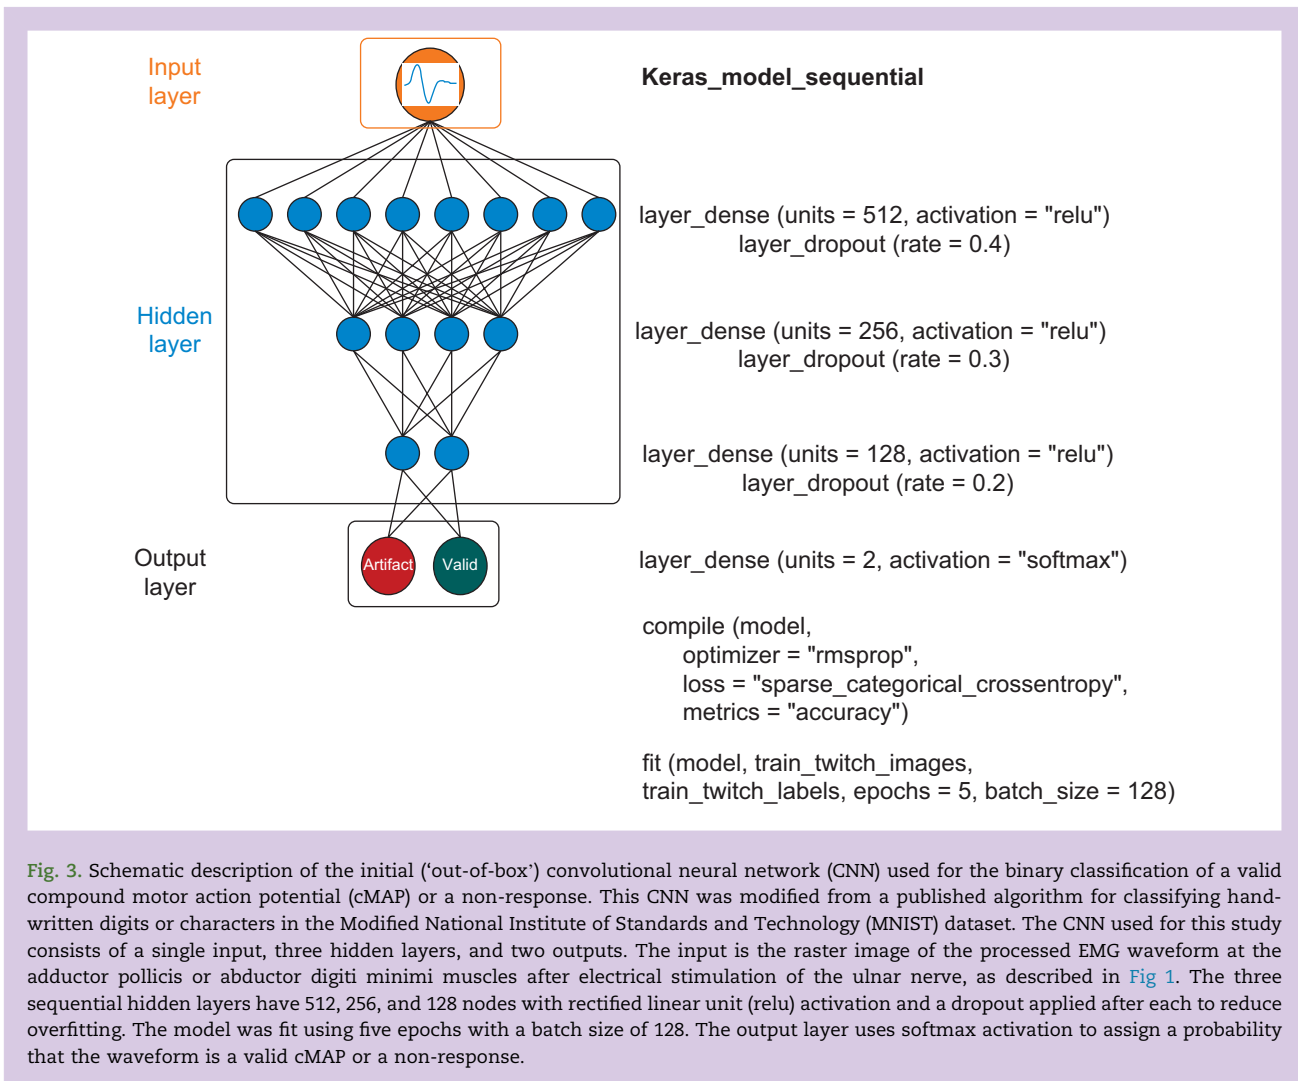 Input
layer
Keras_model_sequential
layer_dense (units = 512, activation = "relu")
layer_dropout (rate = 0.4)
Hidden
layer
layer_dense (units = 256, activation = "relu")
layer_dropout (rate = 0.3)
layer_dense (units = 128, activation = "relu")
layer_dropout (rate = 0.2)
Output
layer
Artifact
Valid
layer_dense (units = 2, activation = "softmax")
compile (model,
optimizer = "rmsprop",
loss = "sparse_categorical_crossentropy",
metrics = "accuracy")
fit (model, train_twitch_images,
train_twitch_labels, epochs = 5, batch_size = 128)
Fig. 3. Schematic description of the initial (‘out-of-box’) convolutional neural network (CNN) used for the binary classification of a valid
compound motor action potential (cMAP) or a non-response. This CNN was modified from a published algorithm for classifying hand-
written digits or characters in the Modified National Institute of Standards and Technology (MNIST) dataset. The CNN used for this study
consists of a single input, three hidden layers, and two outputs. The input is the raster image of the processed EMG waveform at the
adductor pollicis or abductor digiti minimi muscles after electrical stimulation of the ulnar nerve, as described in Fig 1. The three
sequential hidden layers have 512, 256, and 128 nodes with rectified linear unit (relu) activation and a dropout applied after each to reduce
overfitting. The model was fit using five epochs with a batch size of 128. The output layer uses softmax activation to assign a probability
that the waveform is a valid cMAP or a non-response.